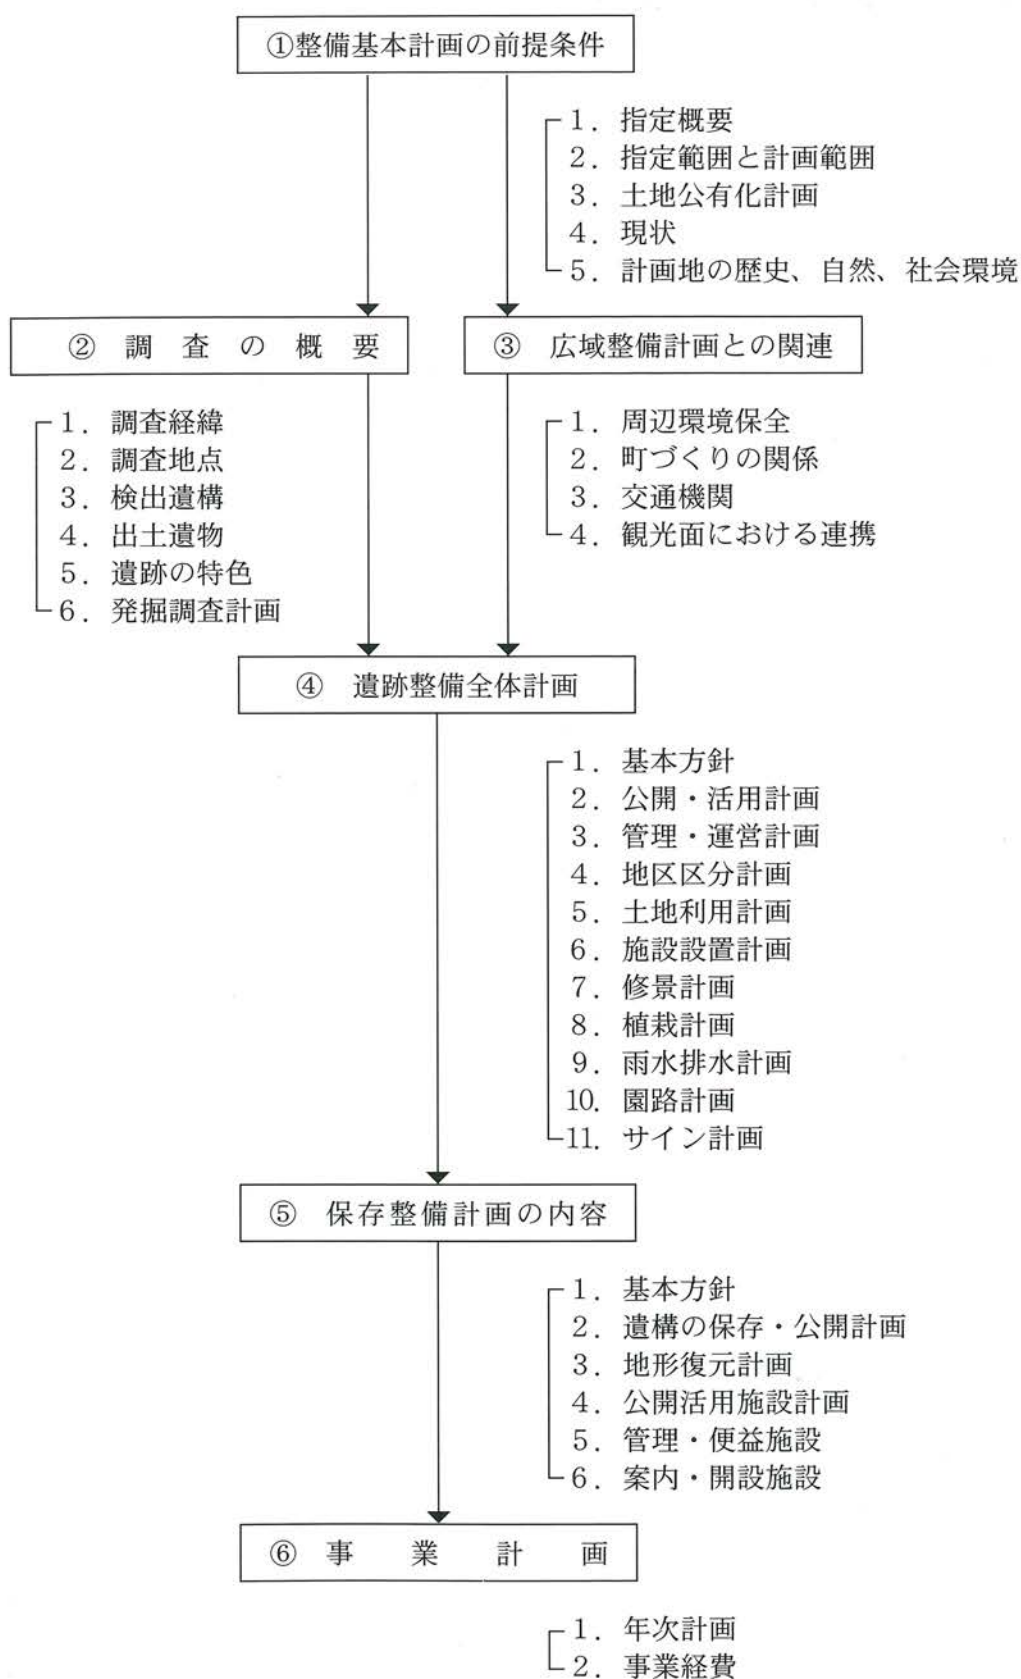 ①整備基本計画の前提条件
1．指定概要
2．指定範囲と計画範囲
3．土地公有化計画
4．現状
5．計画地の歴史、自然、社会環境
②　調　査　の　概　要
③　広域整備計画との関連
1．調査経緯
2．調査地点
3．検出遺構
4．出土遺物
5．遺跡の特色
6．発掘調査計画
1．周辺環境保全
2．町づくりの関係
3．交通機関
4．観光面における連携
④　遺跡整備全体計画
1．基本方針
2．公開・活用計画
3．管理・運営計画
4．地区区分計画
5．土地利用計画
6．施設設置計画
7．修景計画
8．植栽計画
9．雨水排水計画
10．園路計画
11．サイン計画
⑤　保存整備計画の内容
1．基本方針
2．遺構の保存・公開計画
3．地形復元計画
4．公開活用施設計画
5．管理・便益施設
6．案内・開設施設
⑥　事　業　計　画
1．年次計画
2．事業経費